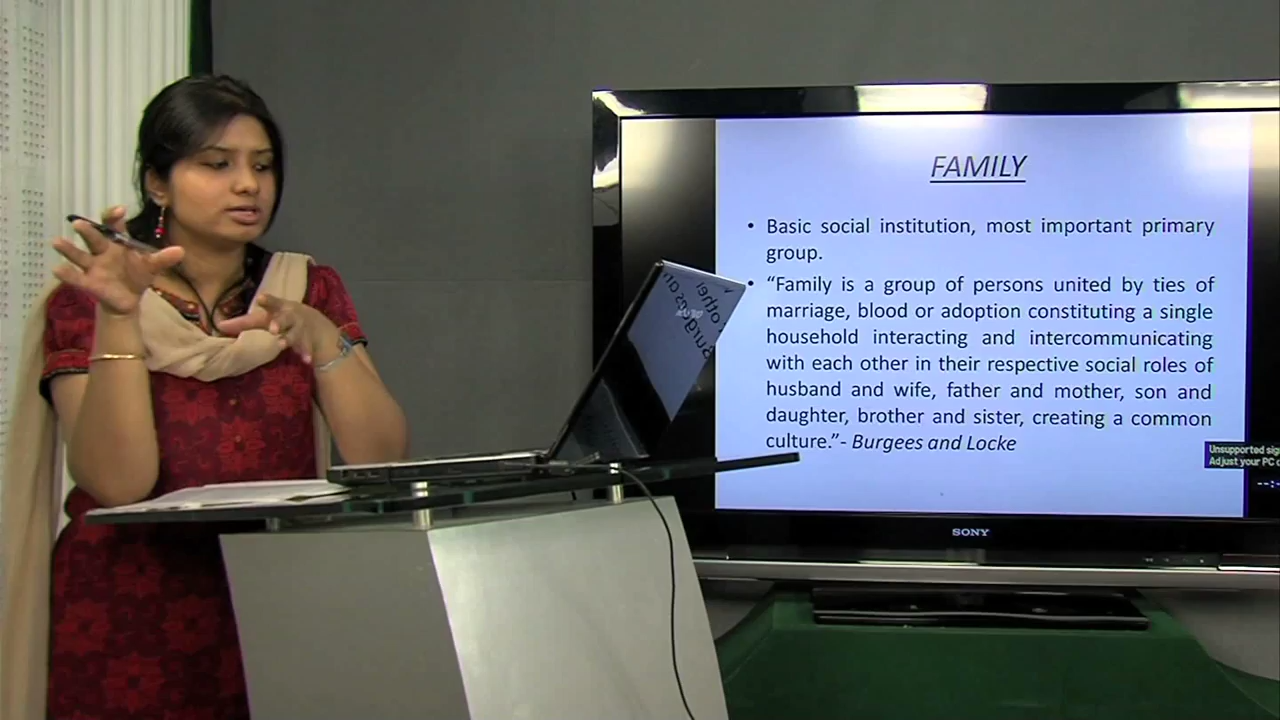 FAMILY
• Basic social institution, most important primary
group.
• “Family is a group of persons united by ties of
marriage, blood or adoption constituting a single
household interacting and intercommunicating
with each other in their respective social roles of
husband and wife, father and mother, son and
daughter, brother and sister, creating a common
culture.”- Burgees and Locke
Unsupported
Adjust your PC
SONY